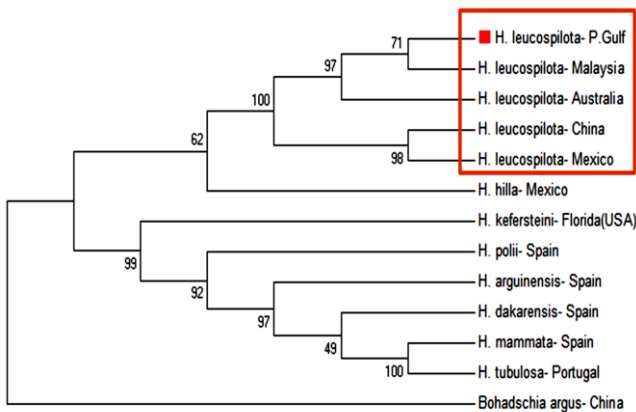 71
H. leucospilota- P.Gulf
97
H. leucospilota- Malaysia
100
H. leucospilota- Australia
62
H. leucospilota- China
98
H. leucospilota- Mexico
H. hilla- Mexico
H. kefersteini- Florida(USA)
99
H. polii- Spain
92
H. arguinensis- Spain
97
H. dakarensis- Spain
49
H. mammata- Spain
100
H. tubulosa- Portugal
Bohadschia argus- China